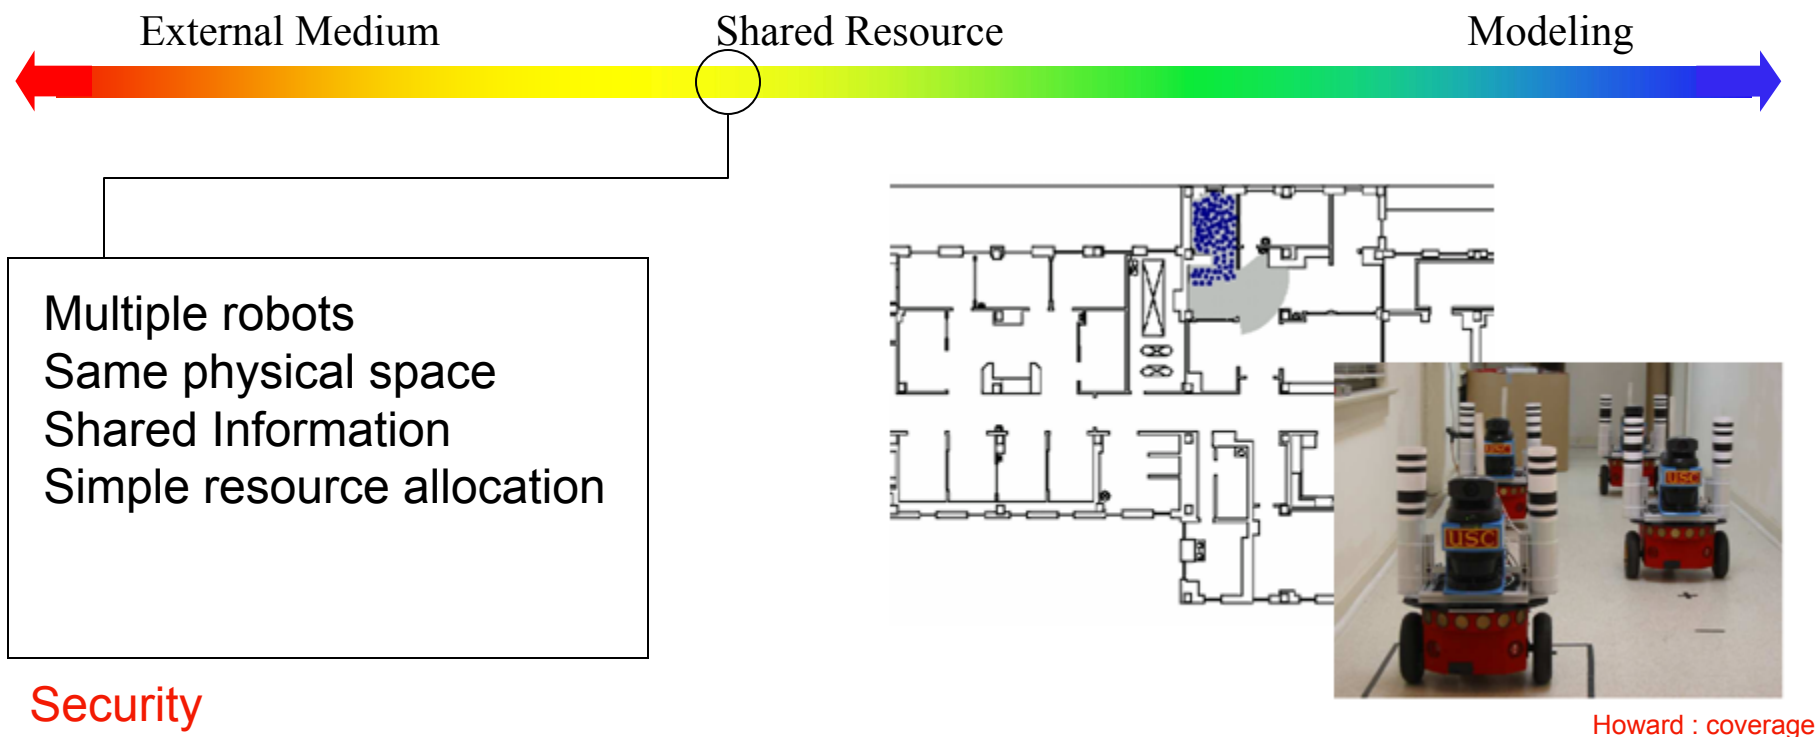 External Medium
Shared Resource
Modeling
Multiple robots
Same physical space
Shared Information
Simple resource allocation
Security
USC
USC
USC
Howard : coverage